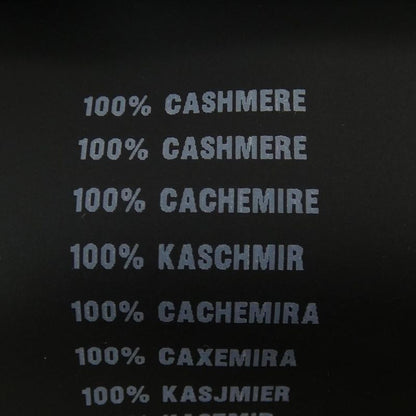 100% CASHMERE
100% CASHMERE
100% CACHEMIRE
100% KASCHMIR
100% CACHEMIRA
100% CAXEMIRA
100% KASJMIER